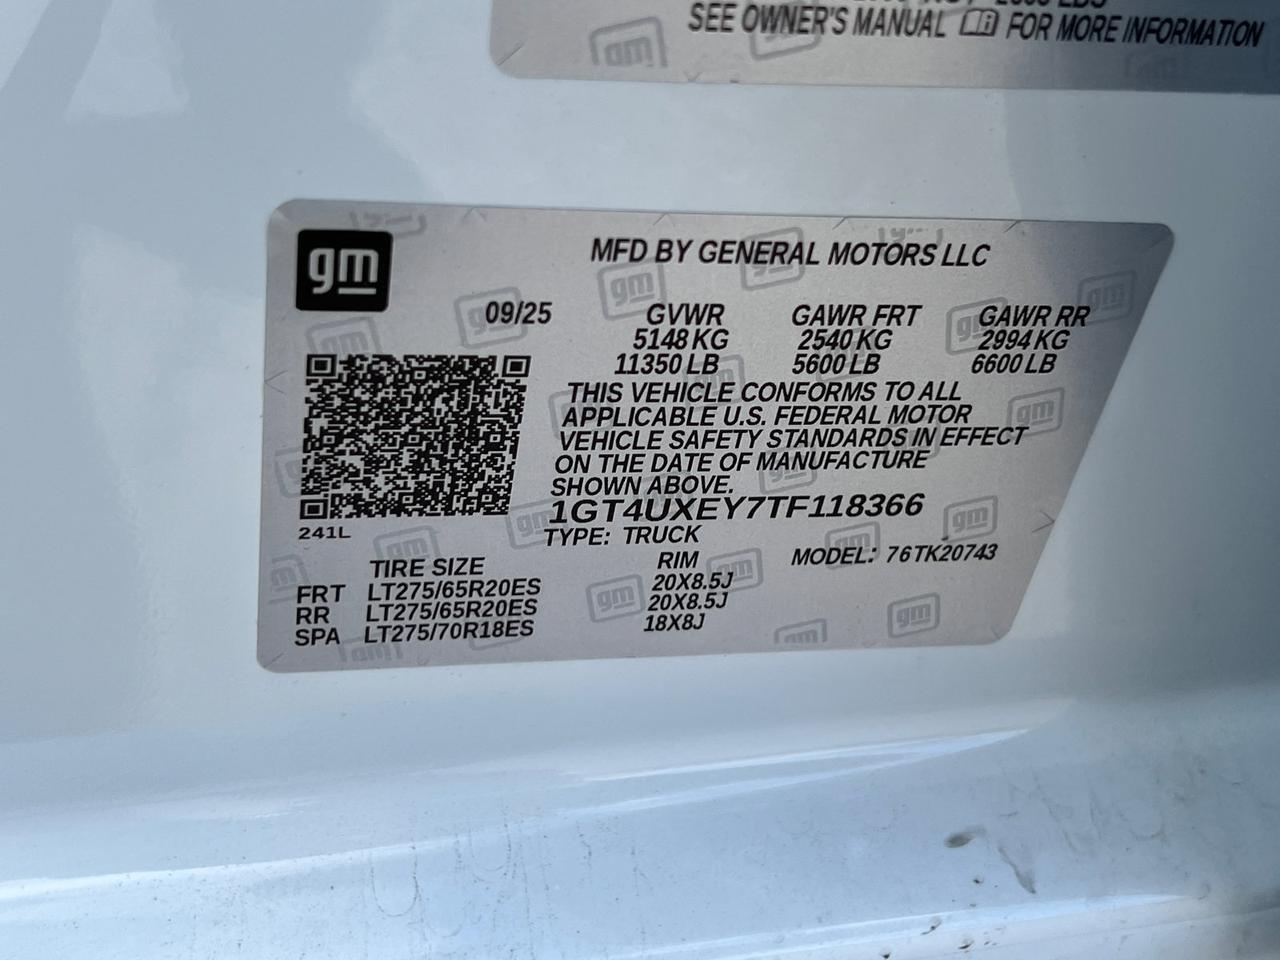 SEE OWNER'S MANUAL FOR MORE INFORMATION
gm
MFD BY GENERAL MOTORS LLC
09/25 GVWR GAWR FRT GAWR RR
5148 KG 2540 KG 2994 KG
11350 LB 5600 LB 6600 LB
THIS VEHICLE CONFORMS TO ALL
APPLICABLE U.S. FEDERAL MOTOR
VEHICLE SAFETY STANDARDS IN EFFECT
ON THE DATE OF MANUFACTURE
SHOWN ABOVE.
1GT4UXEY7TF118366
241L
TYPE: TRUCK
MODEL: 76TK20743
TIRE SIZE RIM
FRT LT275/65R20ES 20X8.5J
RR LT275/65R20ES 20X8.5J
SPA LT275/70R18ES 18X8J